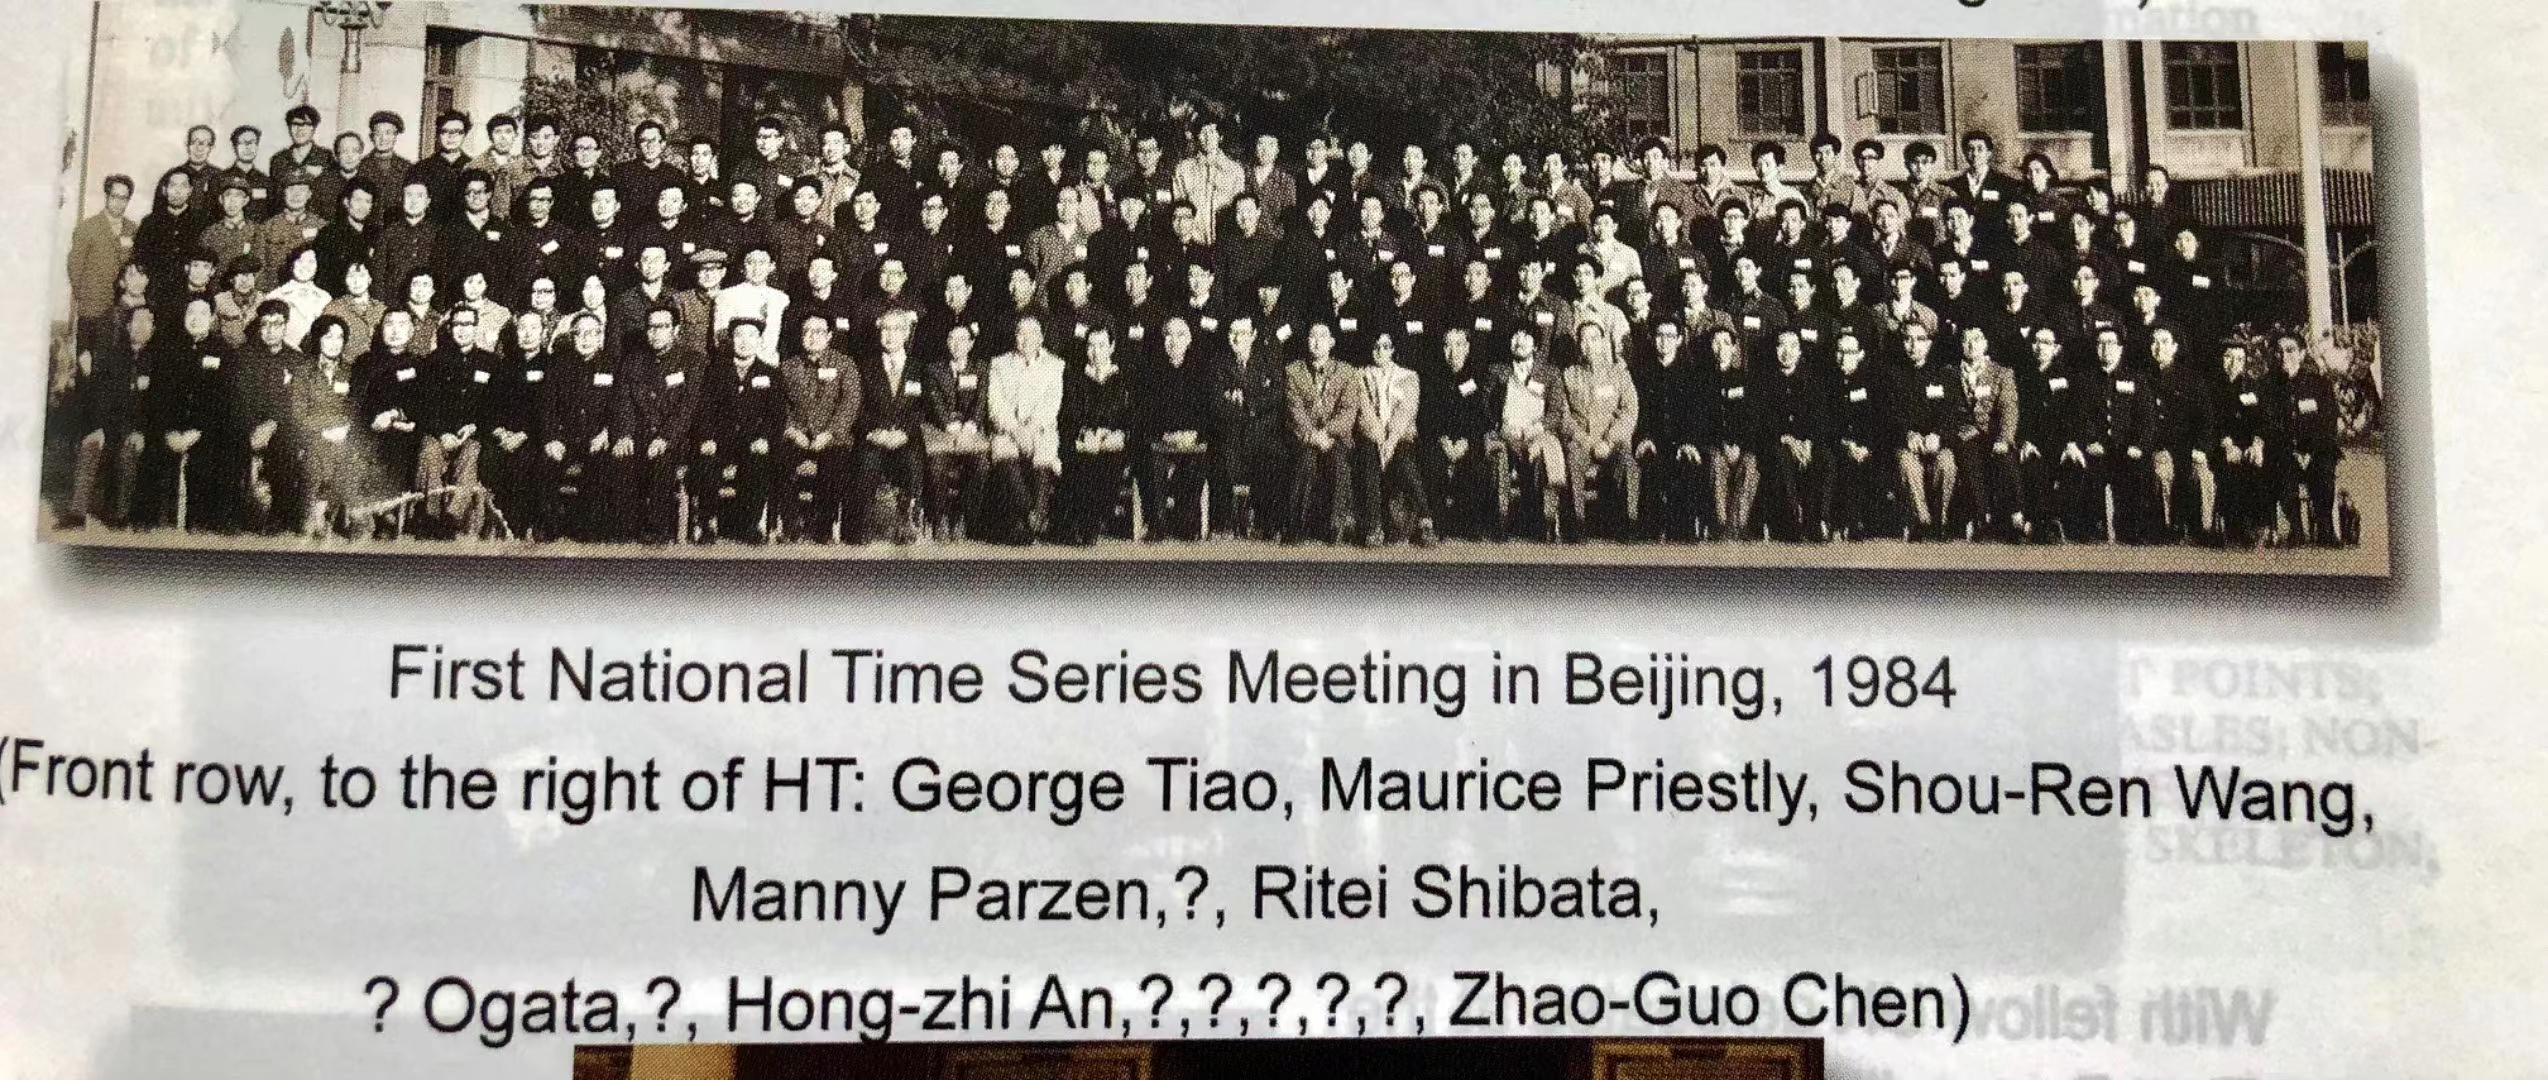 First National Time Series Meeting in Beijing, 1984
(Front row, to the right of HT: George Tiao, Maurice Priestly, Shou-Ren Wang,
Manny Parzen,?, Ritei Shibata,
? Ogata,?, Hong-zhi An,?,?,?,?,?, Zhao-Guo Chen)